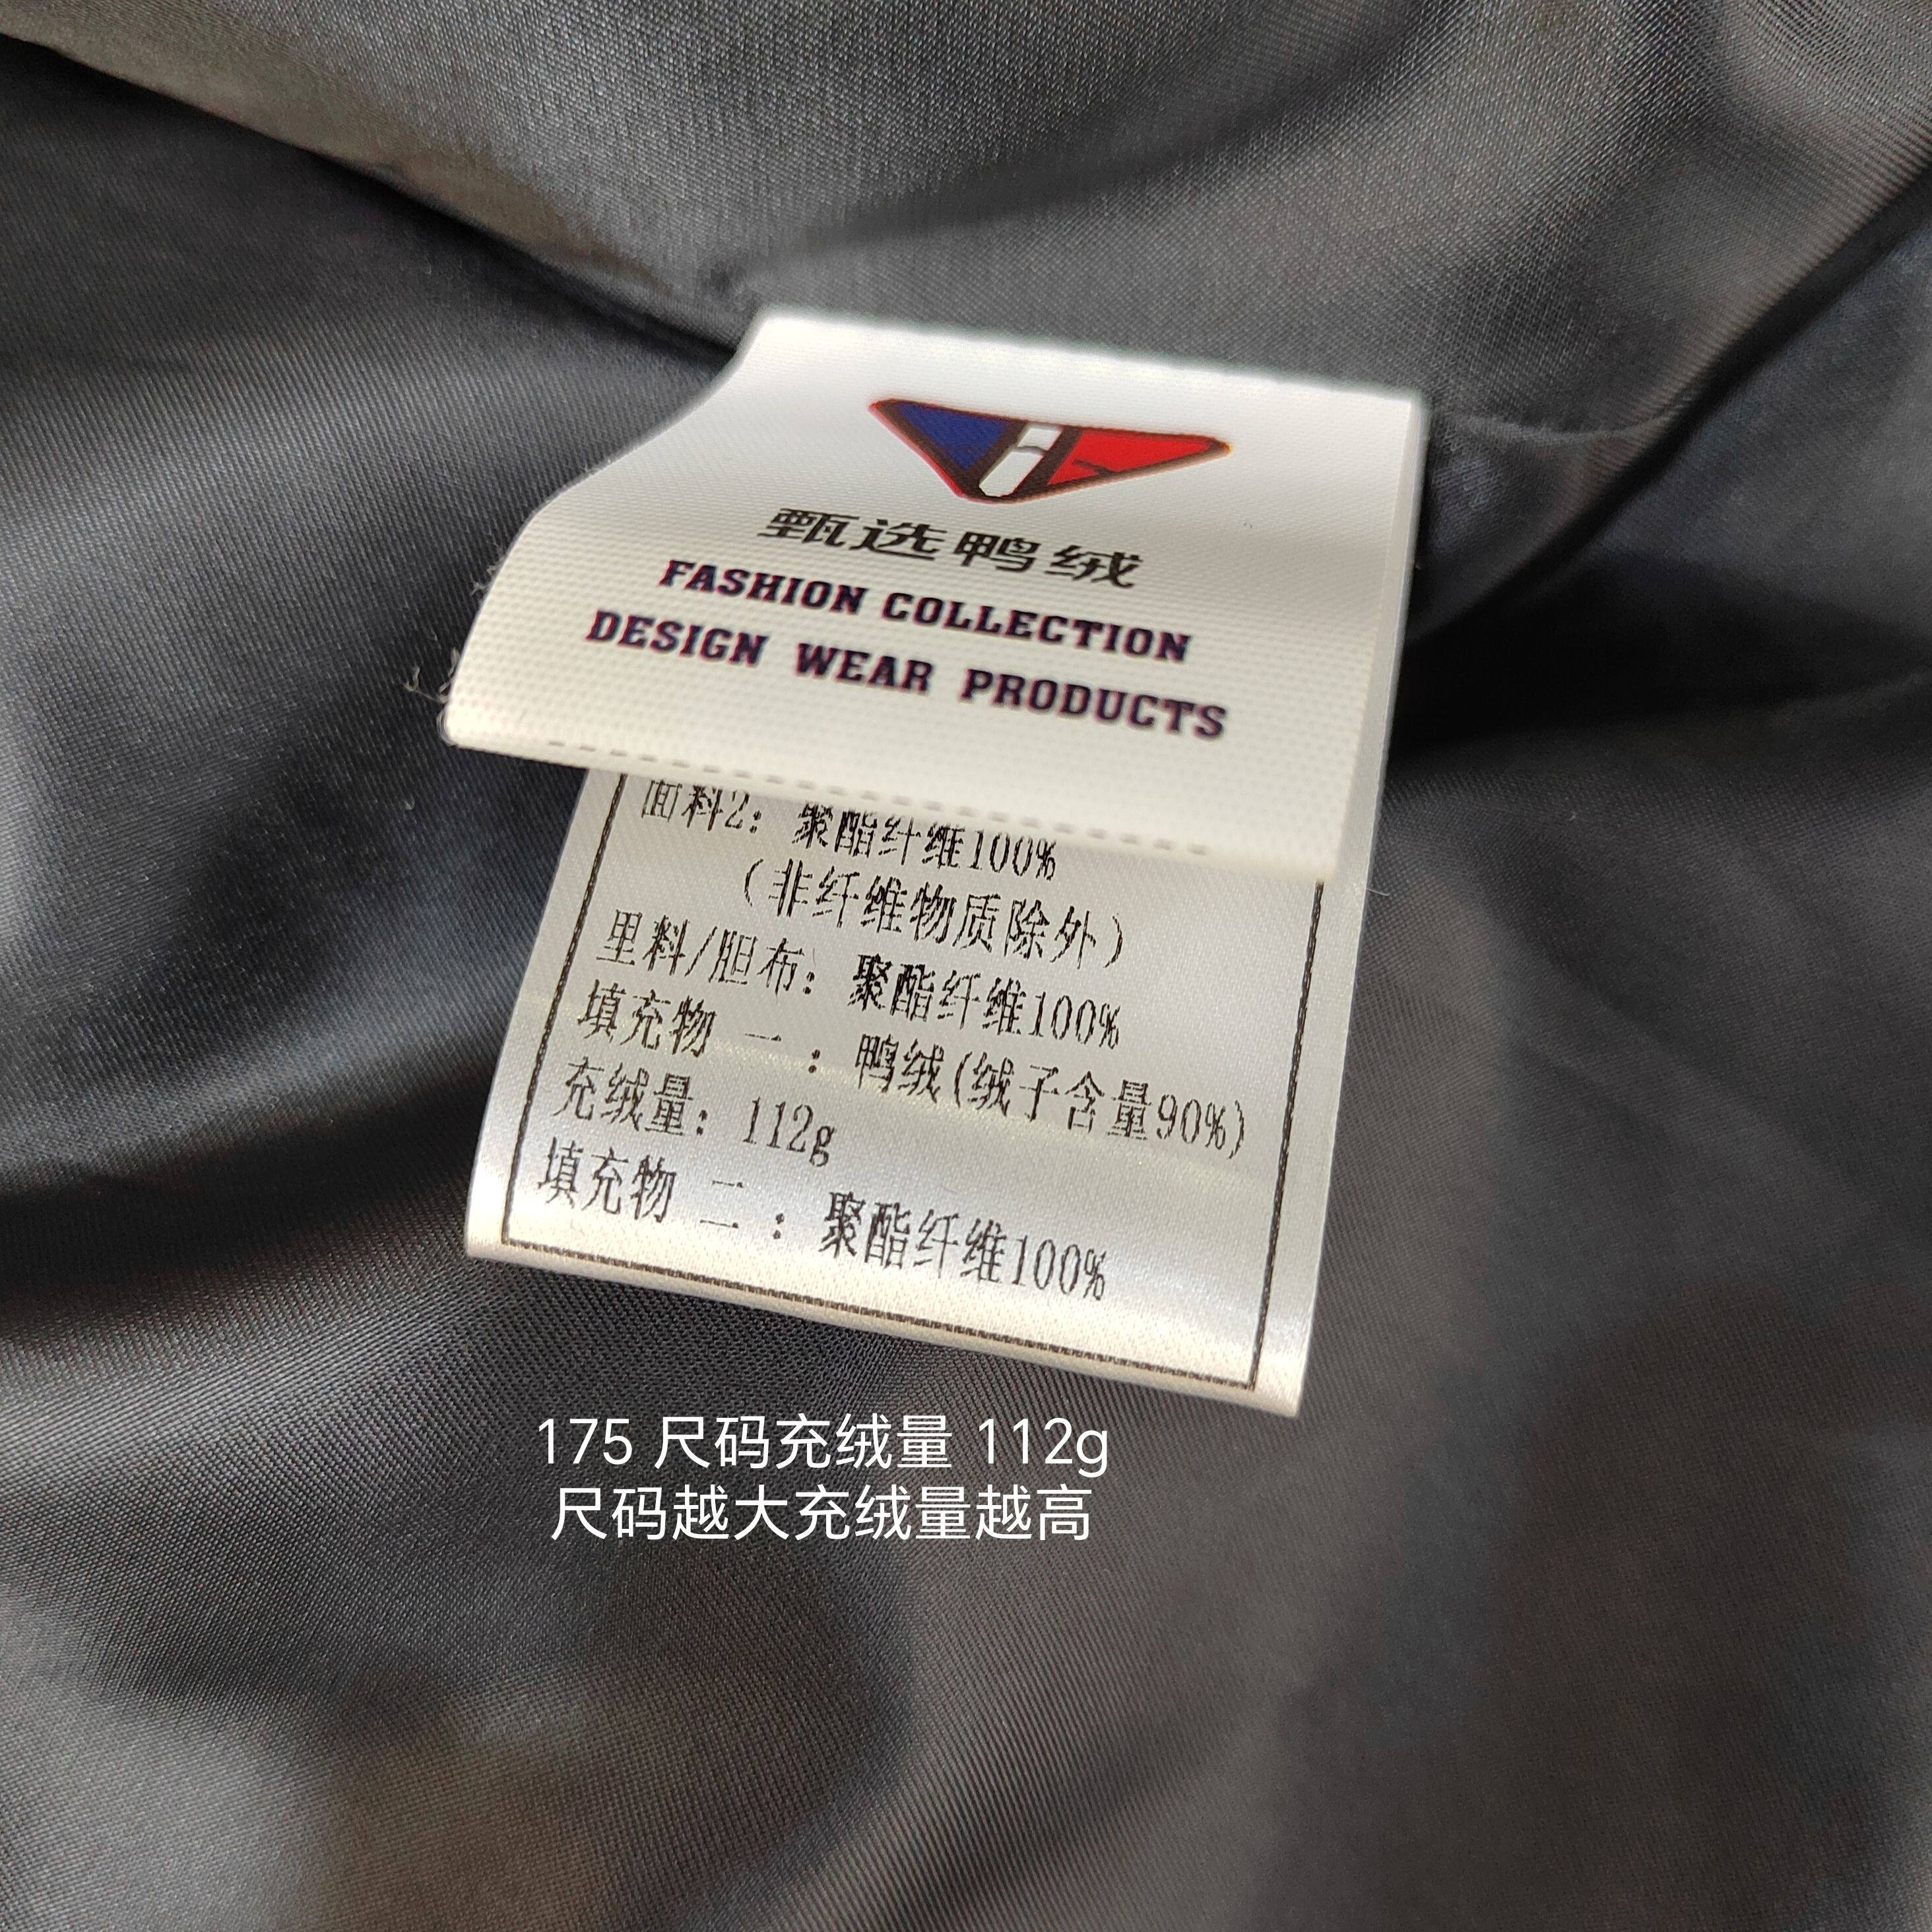 甄选鸭绒
FASHION COLLECTION
DESIGN WEAR PRODUCTS
面料2: 聚酯纤维100%
(非纤维物质除外)
里料/胆布: 聚酯纤维100%
填充物 一 : 鸭绒(绒子含量90%)
充绒量: 112g
填充物 二 : 聚酯纤维100%
175 尺码充绒量 112g
尺码越大充绒量越高